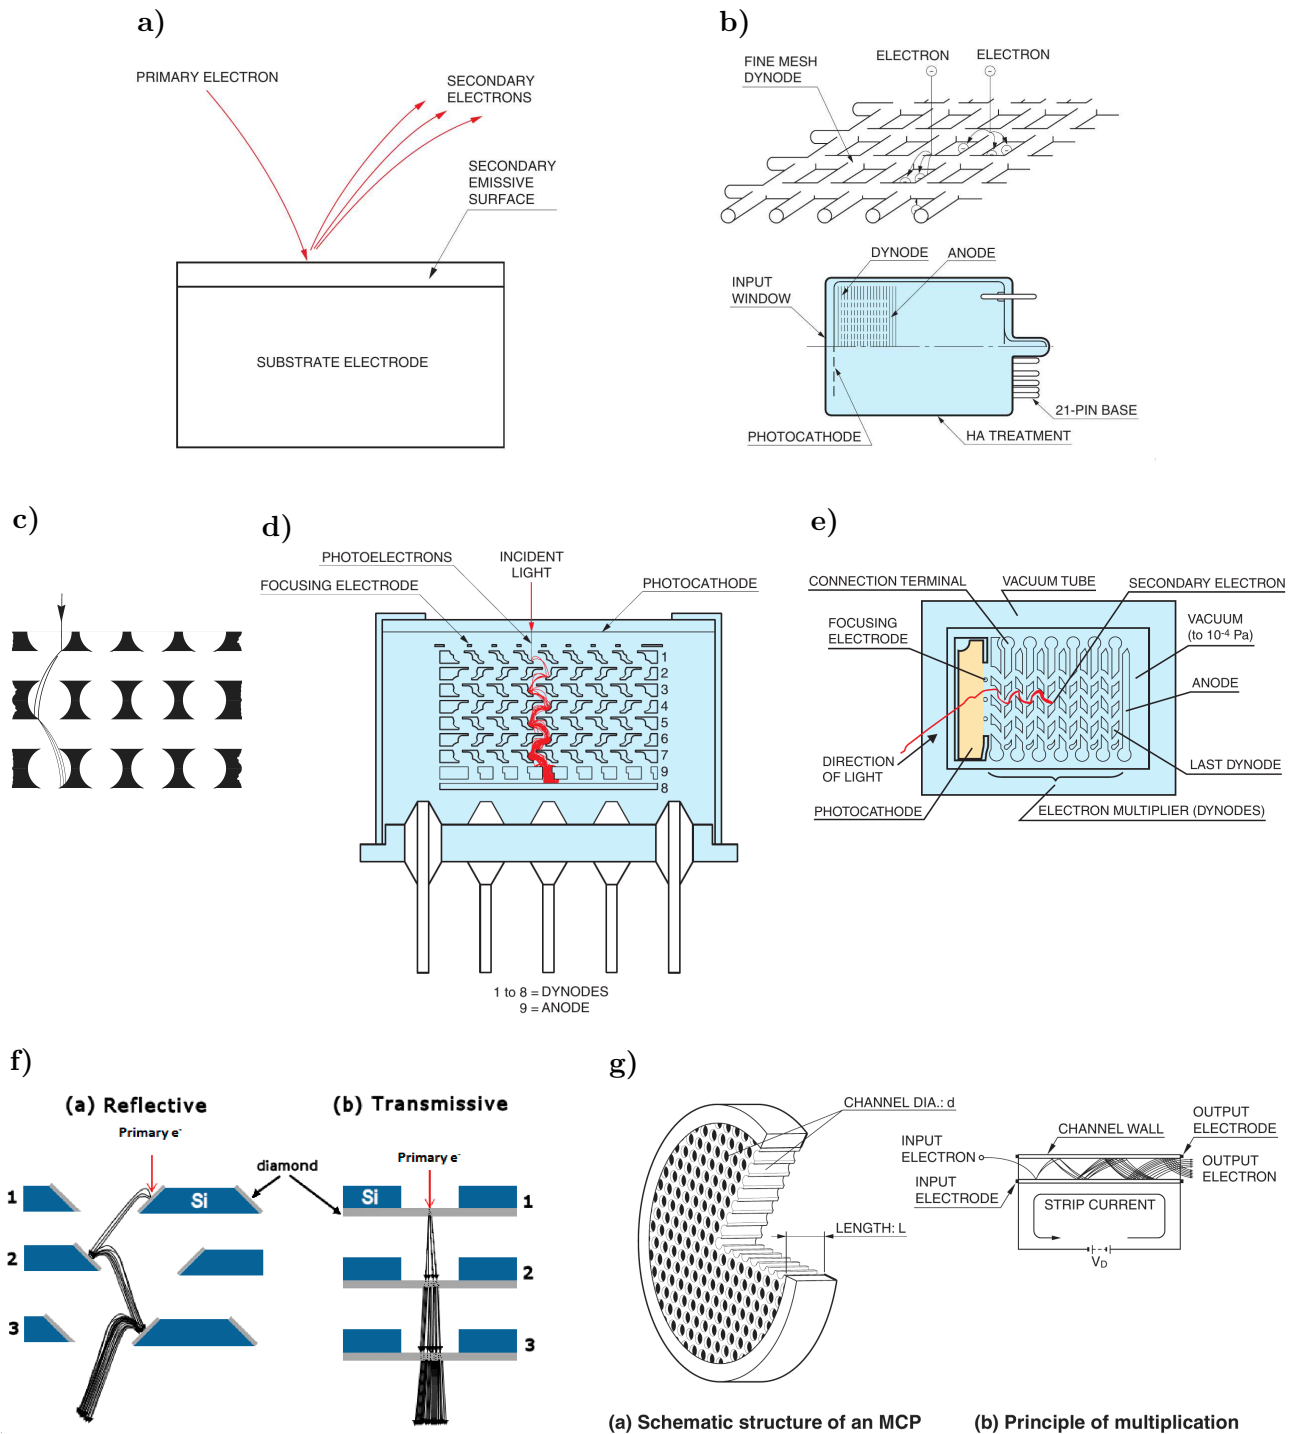 a)
PRIMARY ELECTRON
SECONDARY
ELECTRONS
SECONDARY
EMISSIVE
SURFACE
SUBSTRATE ELECTRODE
b)
FINE MESH
DYNODE
ELECTRON
ELECTRON
DYNODE
ANODE
INPUT
WINDOW
21-PIN BASE
PHOTOCATHODE
HA TREATMENT
c)
d)
PHOTOELECTRONS
INCIDENT
LIGHT
FOCUSING ELECTRODE
PHOTOCATHODE
1
2
3
4
5
6
7
9
8
1 to 8 = DYNODES
9 = ANODE
e)
CONNECTION TERMINAL
VACUUM TUBE
SECONDARY ELECTRON
FOCUSING
ELECTRODE
VACUUM
(to 10-4 Pa)
ANODE
DIRECTION
OF LIGHT
LAST DYNODE
PHOTOCATHODE
ELECTRON MULTIPLIER (DYNODES)
f)
(a) Reflective
Primary e-
diamond
1
Si
2
3
(b) Transmissive
Primary e-
Si
1
2
3
g)
CHANNEL DIA.: d
LENGTH: L
(a) Schematic structure of an MCP
CHANNEL WALL
OUTPUT
ELECTRODE
INPUT
ELECTRON
OUTPUT
ELECTRON
INPUT
ELECTRODE
STRIP CURRENT
VD
(b) Principle of multiplication